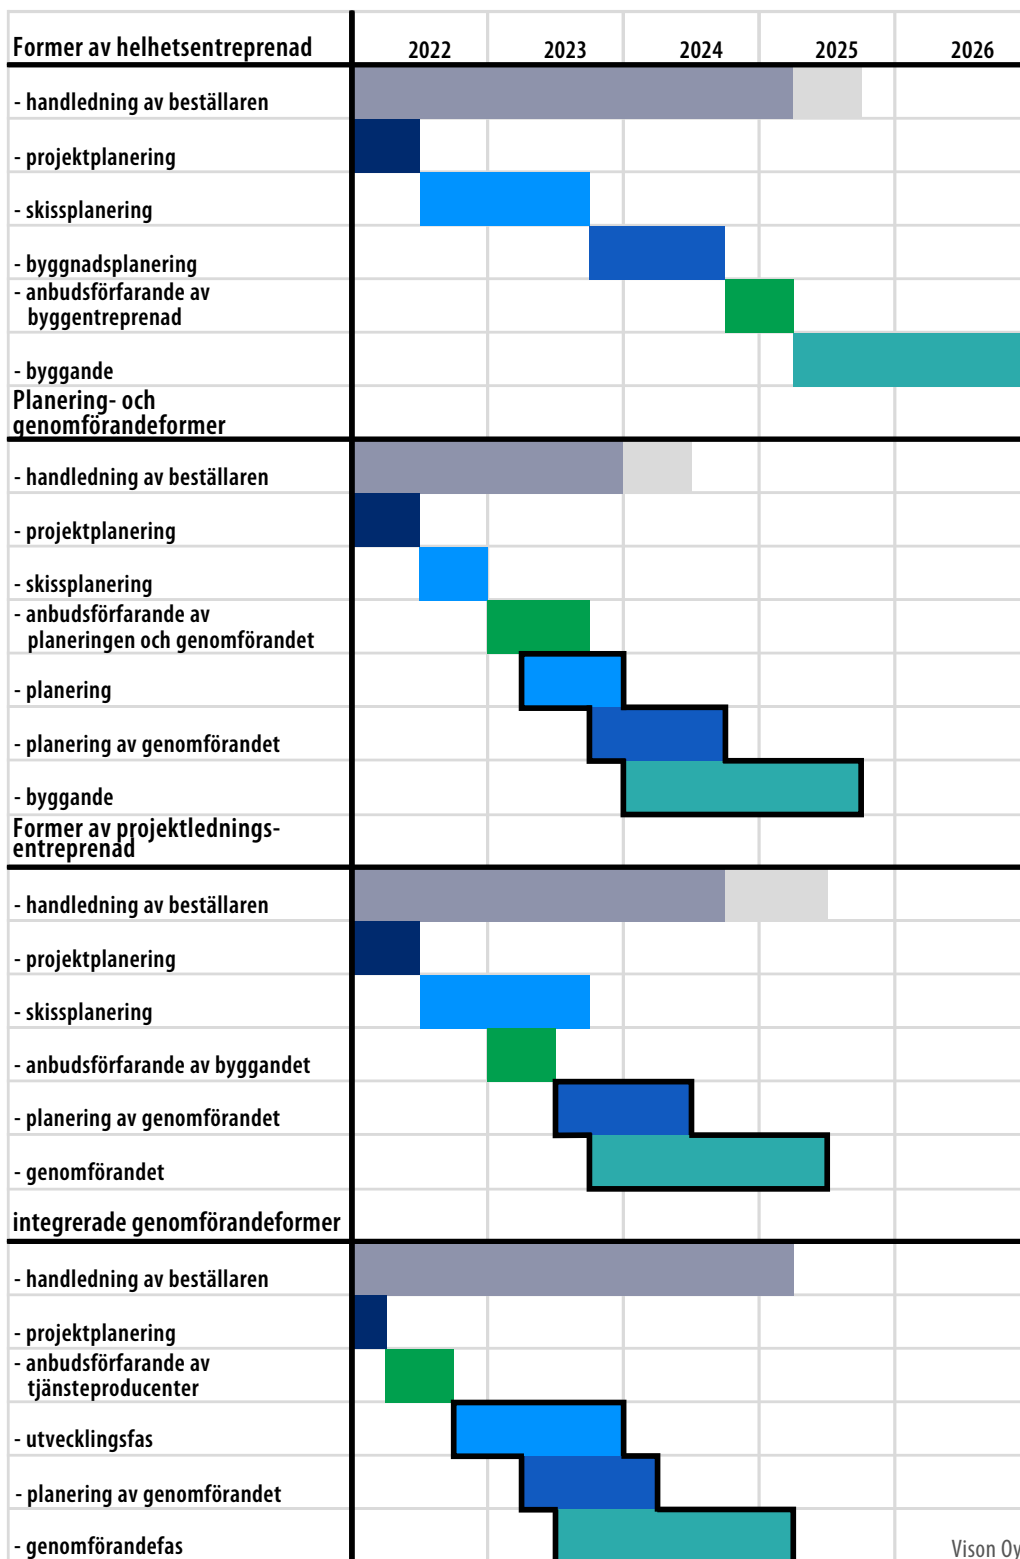 Former av helhetsentreprenad 2022 2023 2024 2025 2026
- handledning av beställaren
- projektplanering
- skissplanering
- byggnadsplanering
- anbudsförfarande av
byggentreprenad
- byggande
Planering- och
genomförandeformer
- handledning av beställaren
- projektplanering
- skissplanering
- anbudsförfarande av
planeringen och genomförandet
- planering
- planering av genomförandet
- byggande
Former av projektlednings-
entreprenad
- handledning av beställaren
- projektplanering
- skissplanering
- anbudsförfarande av byggandet
- planering av genomförandet
- genomförandet
integrerade genomförandeformer
- handledning av beställaren
- projektplanering
- anbudsförfarande av
tjänsteproducenter
- utvecklingsfas
- planering av genomförandet
- genomförandefas
Vison Oy